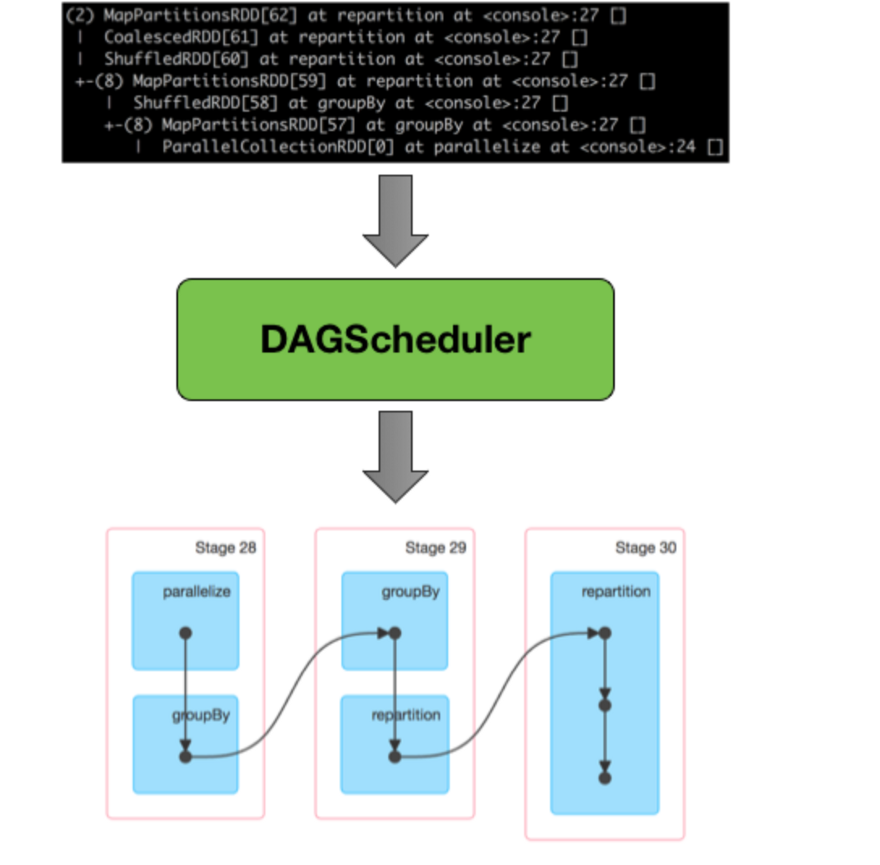 (2) MapPartitionsRDD[62] at repartition at <console>:27 []
| CoalescedRDD[61] at repartition at <console>:27 []
| ShuffledRDD[60] at repartition at <console>:27 []
+-(8) MapPartitionsRDD[59] at repartition at <console>:27 []
| ShuffledRDD[58] at groupBy at <console>:27 []
+-(8) MapPartitionsRDD[57] at groupBy at <console>:27 []
| ParallelCollectionRDD[0] at parallelize at <console>:24 []
DAGScheduler
Stage 28
parallelize
groupBy
Stage 29
groupBy
repartition
Stage 30
repartition